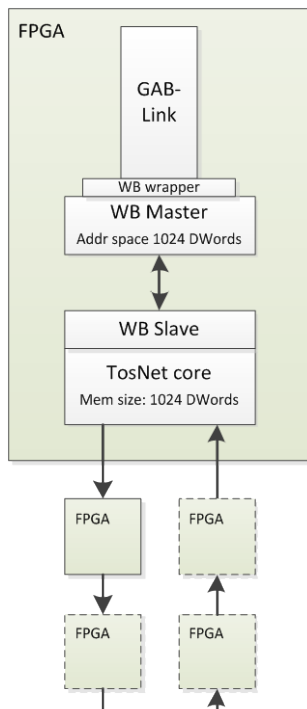 FPGA
GAB-
Link
WB wrapper
WB Master
Addr space 1024 DWords
WB Slave
TosNet core
Mem size: 1024 DWords
FPGA
FPGA
FPGA
FPGA